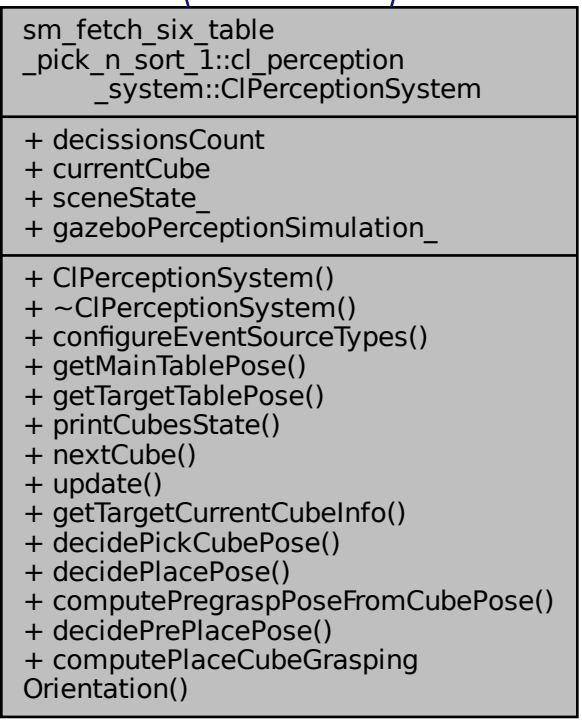 sm_fetch_six_table
_pick_n_sort_1::cl_perception
_system::ClPerceptionSystem
+ decissionsCount
+ currentCube
+ sceneState_
+ gazeboPerceptionSimulation_
+ ClPerceptionSystem()
+ ~ClPerceptionSystem()
+ configureEventSourceTypes()
+ getMainTablePose()
+ getTargetTablePose()
+ printCubesState()
+ nextCube()
+ update()
+ getTargetCurrentCubeInfo()
+ decidePickCubePose()
+ decidePlacePose()
+ computePregraspPoseFromCubePose()
+ decidePrePlacePose()
+ computePlaceCubeGrasping
Orientation()